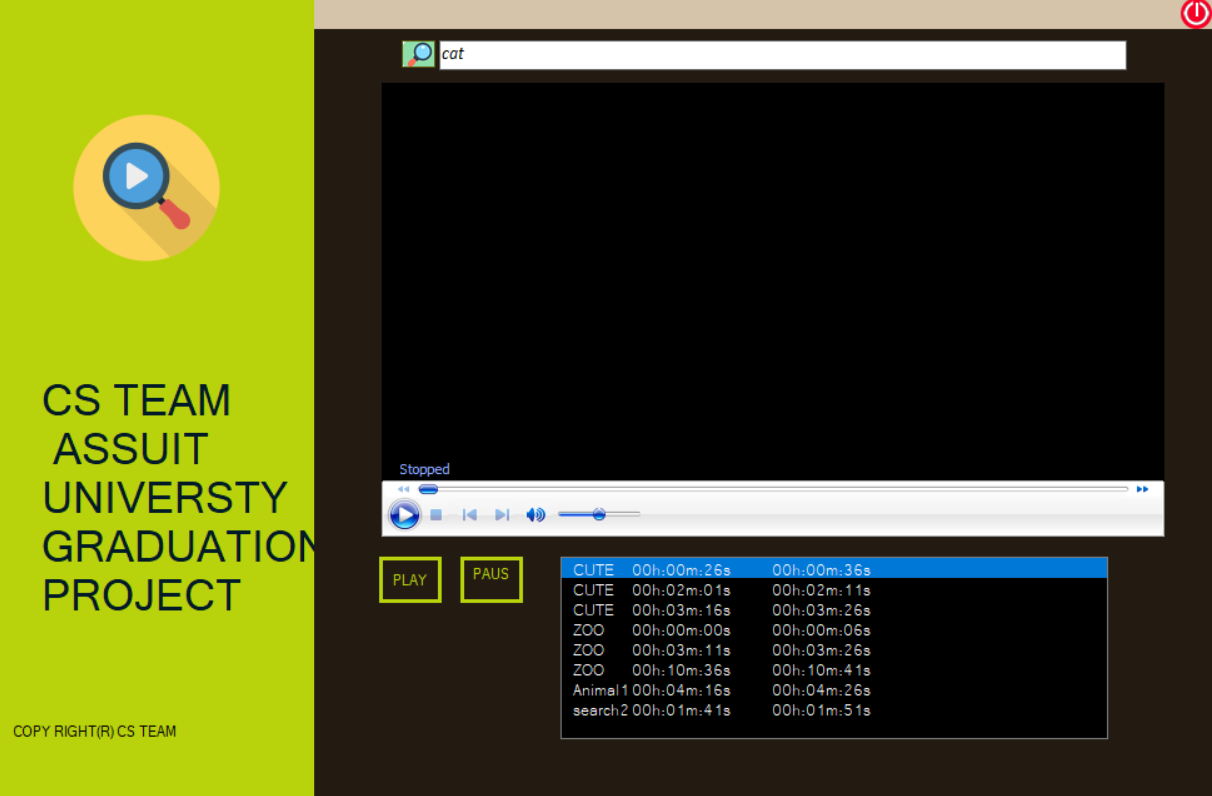 cat
CS TEAM
ASSUIT
UNIVERSTY
GRADUATION
PROJECT
COPY RIGHT(R) CS TEAM
Stopped
PLAY
PAUS
CUTE 00h:00m:26s 00h:00m:36s
CUTE 00h:02m:01s 00h:02m:11s
CUTE 00h:03m:16s 00h:03m:26s
ZOO 00h:00m:00s 00h:00m:06s
ZOO 00h:03m:11s 00h:03m:26s
ZOO 00h:10m:36s 00h:10m:41s
Animal1 00h:04m:16s 00h:04m:26s
search2 00h:01m:41s 00h:01m:51s